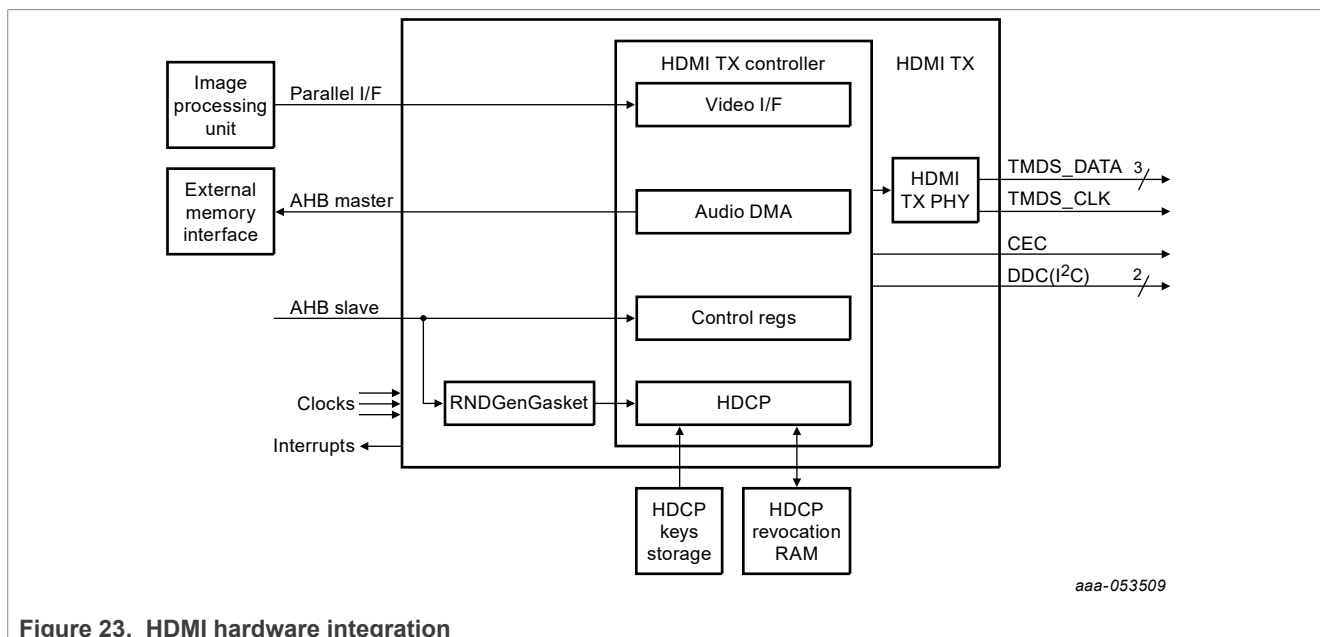 HDMI TX controller
HDMI TX
Image
processing
unit
Parallel I/F
Video I/F
External
memory
interface
AHB master
Audio DMA
HDMI
TX PHY
TMDS_DATA 3
TMDS_CLK
CEC
DDC(I²C) 2
AHB slave
Control regs
Clocks
RNDGenGasket
HDCP
Interrupts
HDCP
keys
storage
HDCP
revocation
RAM
aaa-053509
Figure 23. HDMI hardware integration